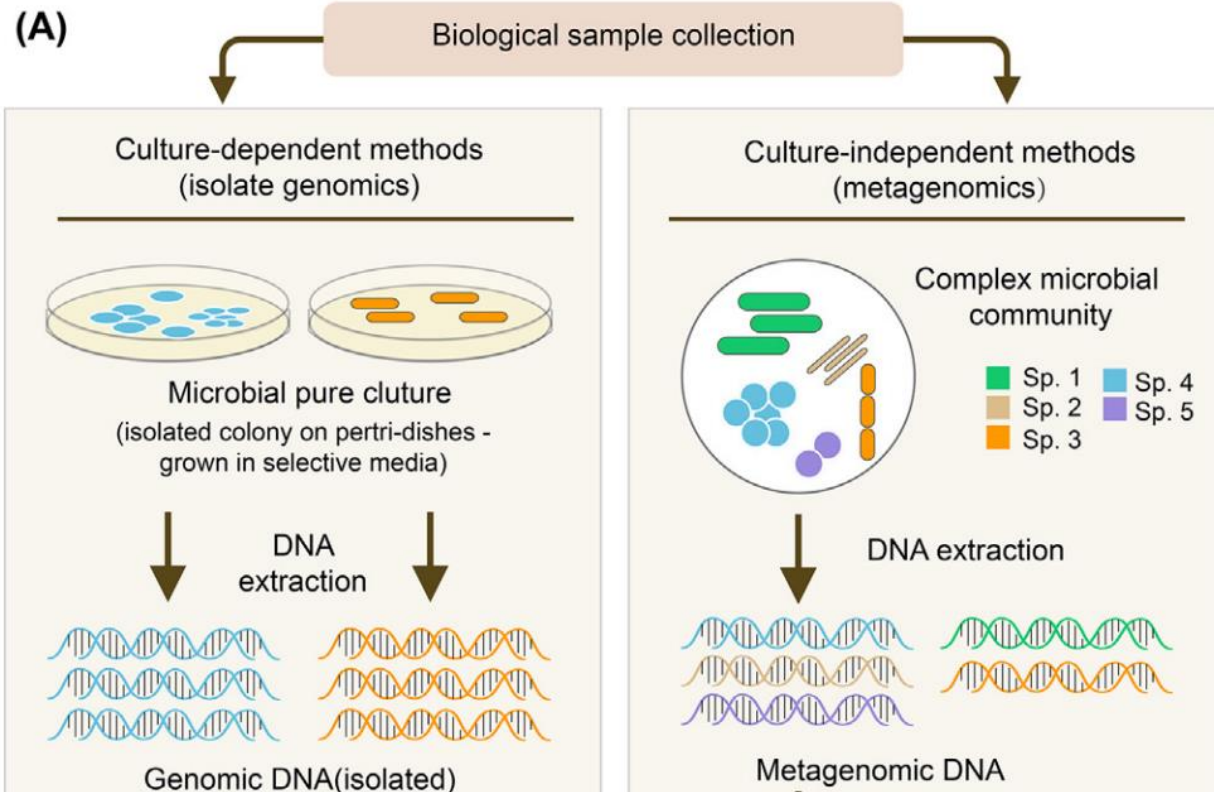 (A)
Biological sample collection
Culture-dependent methods
(isolate genomics)
Microbial pure cluture
(isolated colony on pertri-dishes -
grown in selective media)
DNA
extraction
Genomic DNA(isolated)
Culture-independent methods
(metagenomics)
Complex microbial
community
Sp. 1
Sp. 2
Sp. 3
Sp. 4
Sp. 5
DNA extraction
Metagenomic DNA